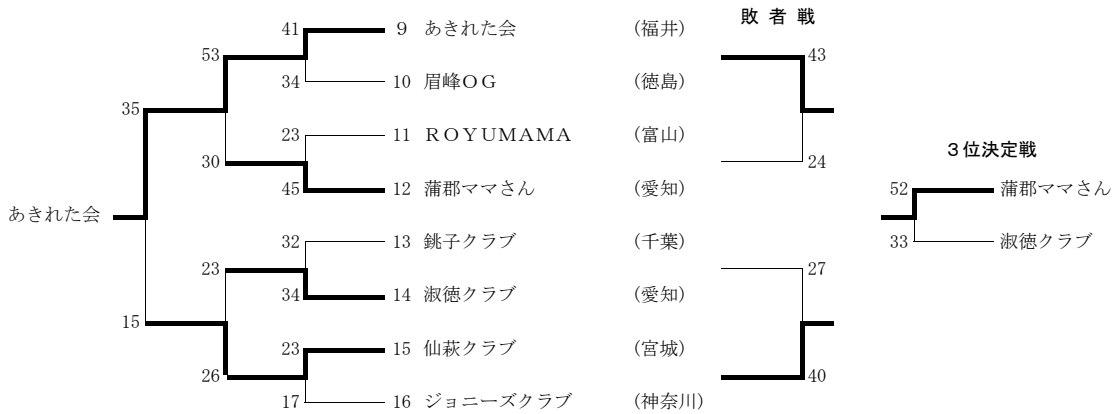 敗 者 戦
41 9 あきれた会 (福井)
53 43
34 10 眉峰ＯＧ (徳島)
35
23 11 ＲＯＹＵＭＡＭＡ (富山)
30 24
３位決定戦
45 12 蒲郡ママさん (愛知) 52 蒲郡ママさん
あきれた会
32 13 銚子クラブ (千葉) 33 淑徳クラブ
23 27
34 14 淑徳クラブ (愛知)
15
23 15 仙萩クラブ (宮城)
26 40
17 16 ジョニーズクラブ (神奈川)